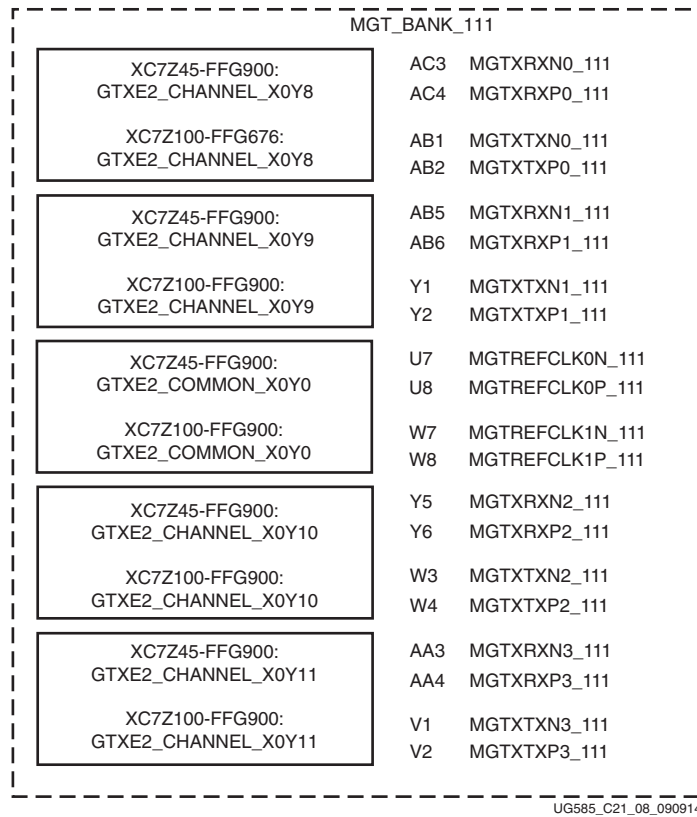 MGT_BANK_111
XC7Z45-FFG900:
GTXE2_CHANNEL_X0Y8
XC7Z100-FFG676:
GTXE2_CHANNEL_X0Y8
AC3 MGTXRXN0_111
AC4 MGTXRXP0_111
AB1 MGTXTXN0_111
AB2 MGTXTXP0_111
XC7Z45-FFG900:
GTXE2_CHANNEL_X0Y9
XC7Z100-FFG900:
GTXE2_CHANNEL_X0Y9
AB5 MGTXRXN1_111
AB6 MGTXRXP1_111
Y1 MGTXTXN1_111
Y2 MGTXTXP1_111
XC7Z45-FFG900:
GTXE2_COMMON_X0Y0
XC7Z100-FFG900:
GTXE2_COMMON_X0Y0
U7 MGTREFCLK0N_111
U8 MGTREFCLK0P_111
W7 MGTREFCLK1N_111
W8 MGTREFCLK1P_111
XC7Z45-FFG900:
GTXE2_CHANNEL_X0Y10
XC7Z100-FFG900:
GTXE2_CHANNEL_X0Y10
Y5 MGTXRXN2_111
Y6 MGTXRXP2_111
W3 MGTXTXN2_111
W4 MGTXTXP2_111
XC7Z45-FFG900:
GTXE2_CHANNEL_X0Y11
XC7Z100-FFG900:
GTXE2_CHANNEL_X0Y11
AA3 MGTXRXN3_111
AA4 MGTXRXP3_111
V1 MGTXTXN3_111
V2 MGTXTXP3_111
UG585_C21_08_090914